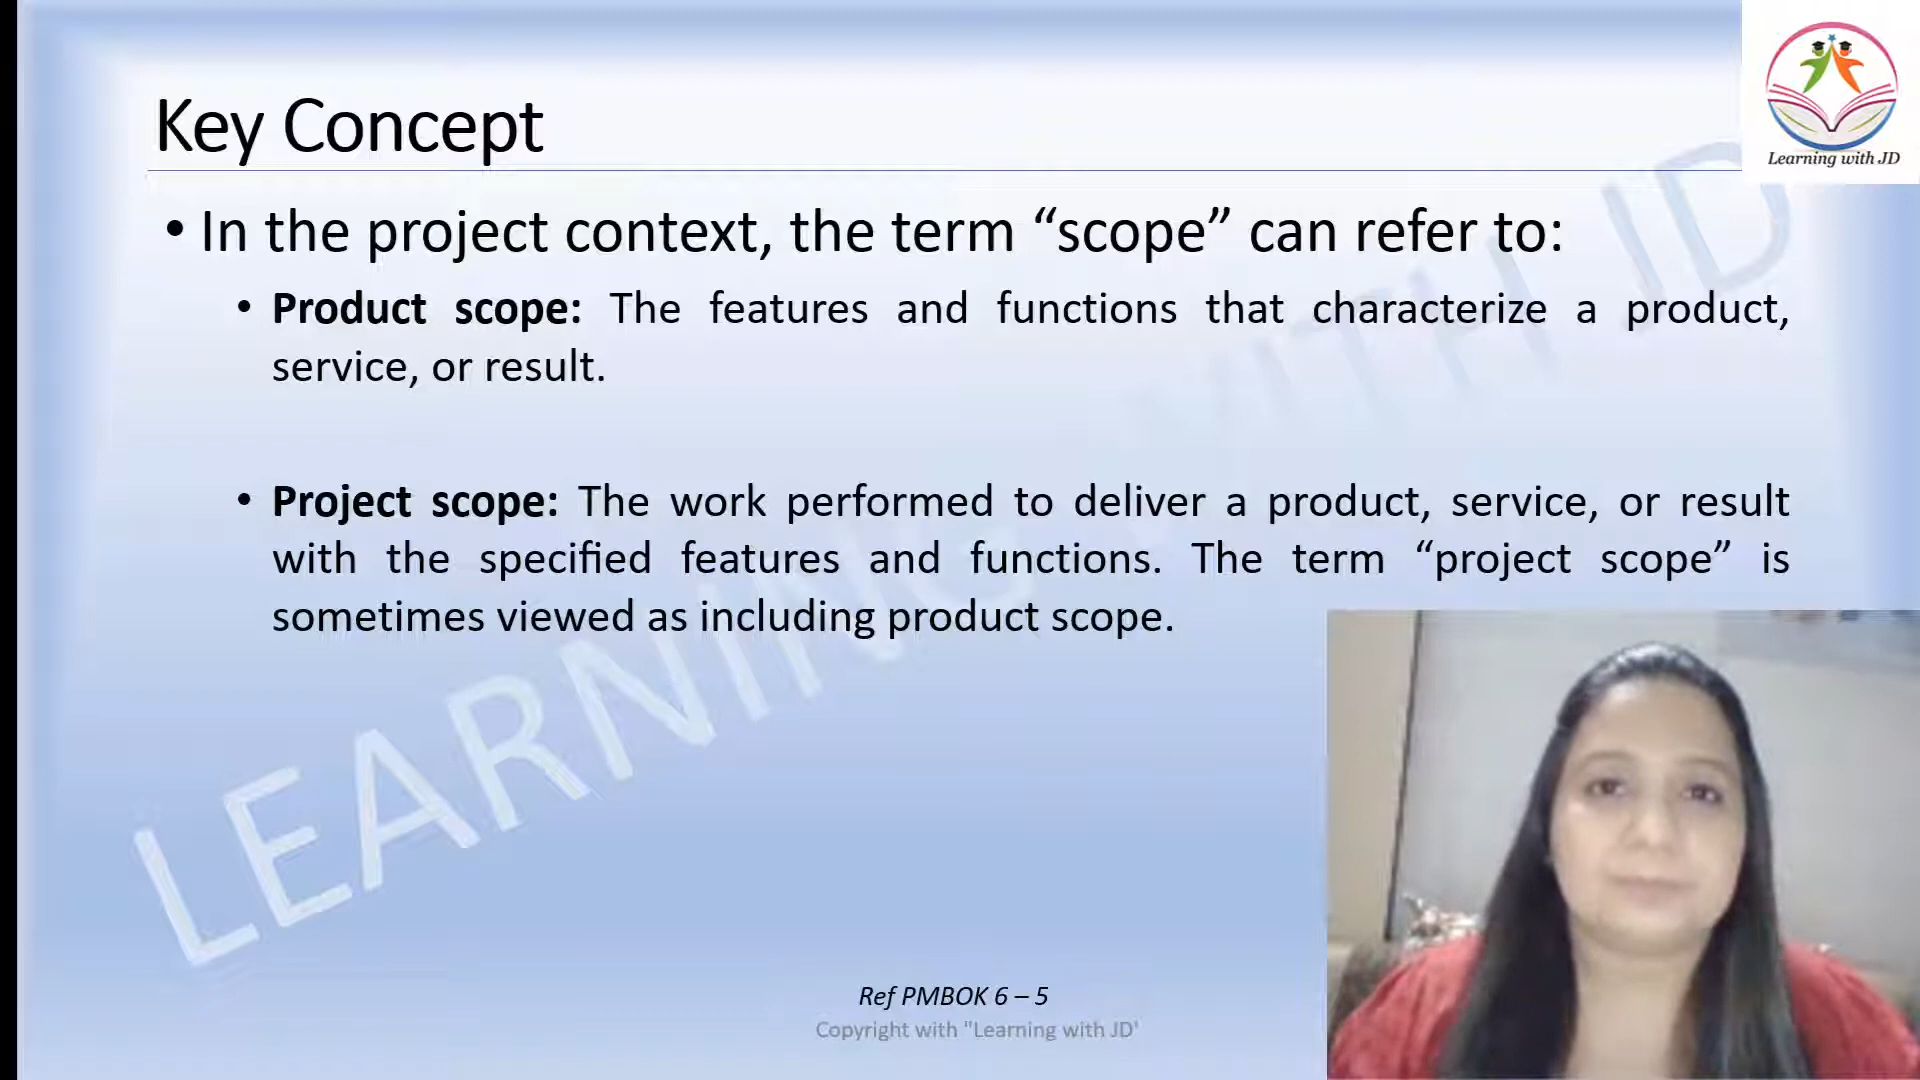 Key Concept
Learning with JD
• In the project context, the term “scope” can refer to:
• Product scope: The features and functions that characterize a product,
service, or result.
• Project scope: The work performed to deliver a product, service, or result
with the specified features and functions. The term “project scope” is
sometimes viewed as including product scope.
LEARNING WITH JD
Ref PMBOK 6 – 5
Copyright with "Learning with JD'